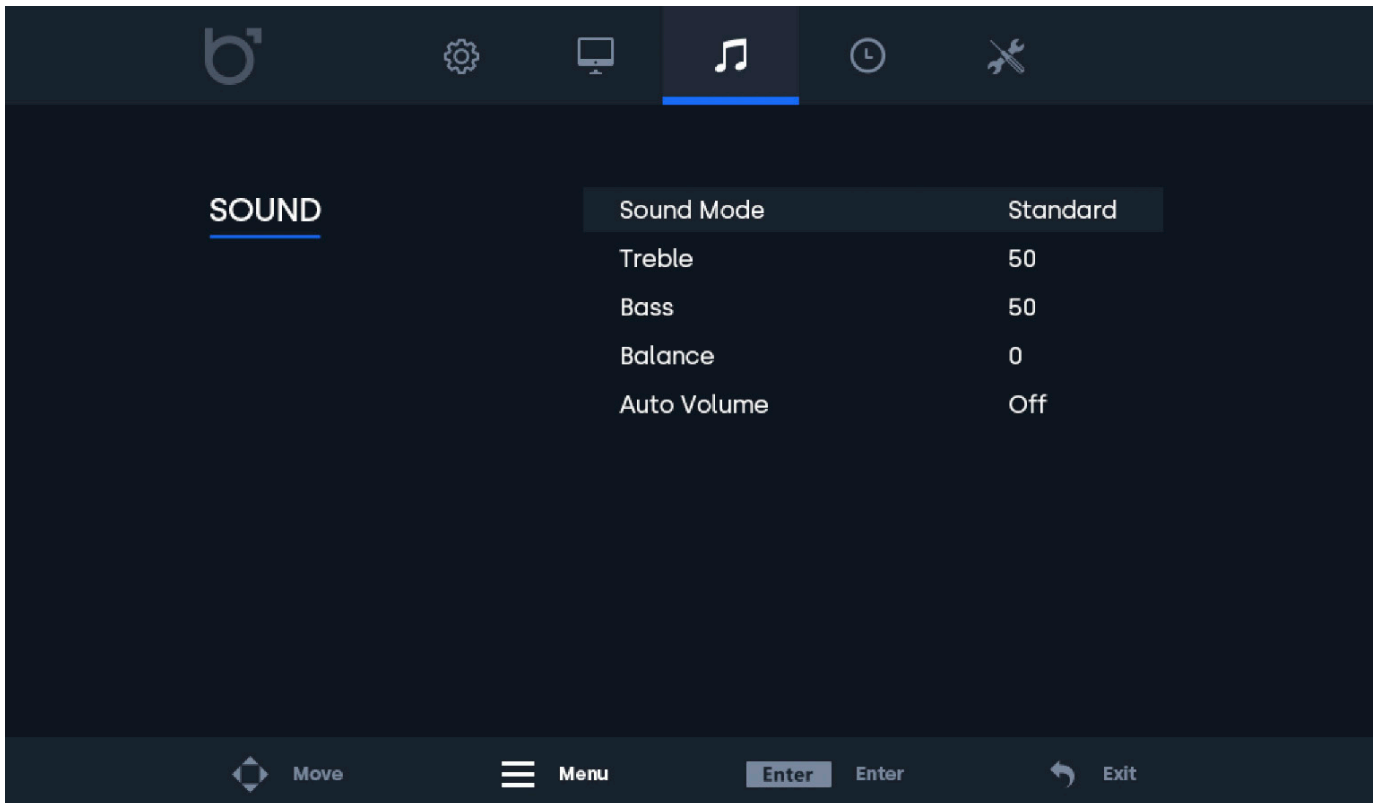 SOUND
Sound Mode Standard
Treble 50
Bass 50
Balance 0
Auto Volume Off
Move Menu Enter Enter Exit